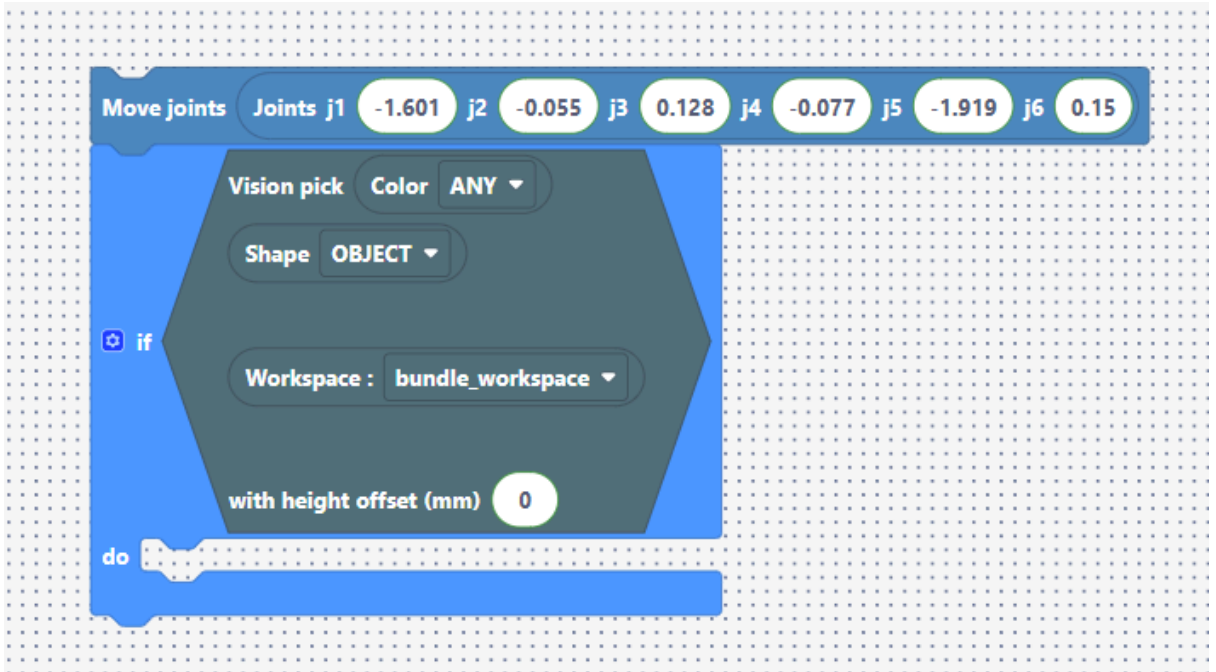 Move joints Joints j1 -1.601 j2 -0.055 j3 0.128 j4 -0.077 j5 -1.919 j6 0.15
Vision pick Color ANY
Shape OBJECT
if
Workspace : bundle_workspace
with height offset (mm) 0
do